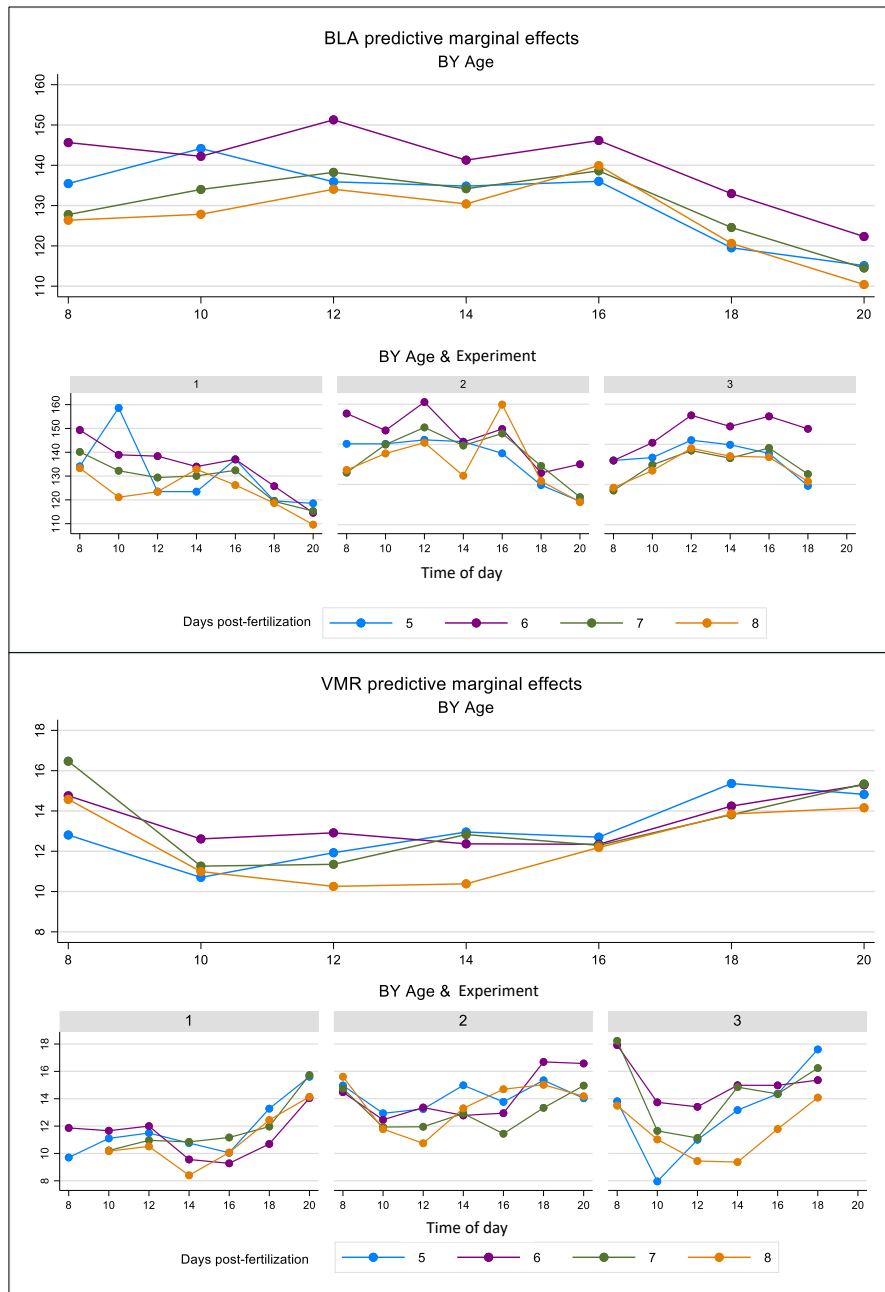 BLA predictive marginal effects
BY Age
160
150
140
130
120
110
8 10 12 14 16 18 20
BY Age & Experiment
1 2 3
160
150
140
130
120
110
8 10 12 14 16 18 20 8 10 12 14 16 18 20 8 10 12 14 16 18 20
Time of day
Days post-fertilization 5 6 7 8
VMR predictive marginal effects
BY Age
18
16
14
12
10
8
8 10 12 14 16 18 20
BY Age & Experiment
1 2 3
18
16
14
12
10
8
8 10 12 14 16 18 20 8 10 12 14 16 18 20 8 10 12 14 16 18 20
Time of day
Days post-fertilization 5 6 7 8